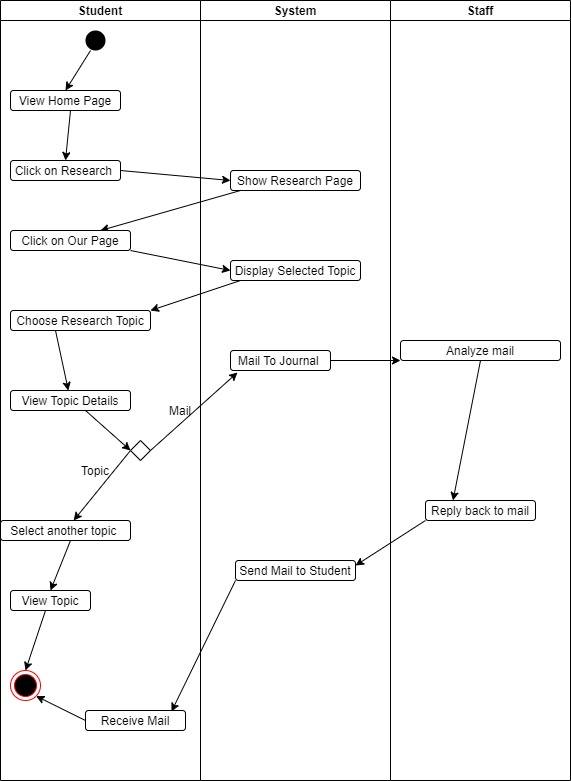 Student
System
Staff
View Home Page
Click on Research
Show Research Page
Click on Our Page
Display Selected Topic
Choose Research Topic
Mail To Journal
Analyze mail
View Topic Details
Mail
Topic
Select another topic
Reply back to mail
Send Mail to Student
View Topic
Receive Mail